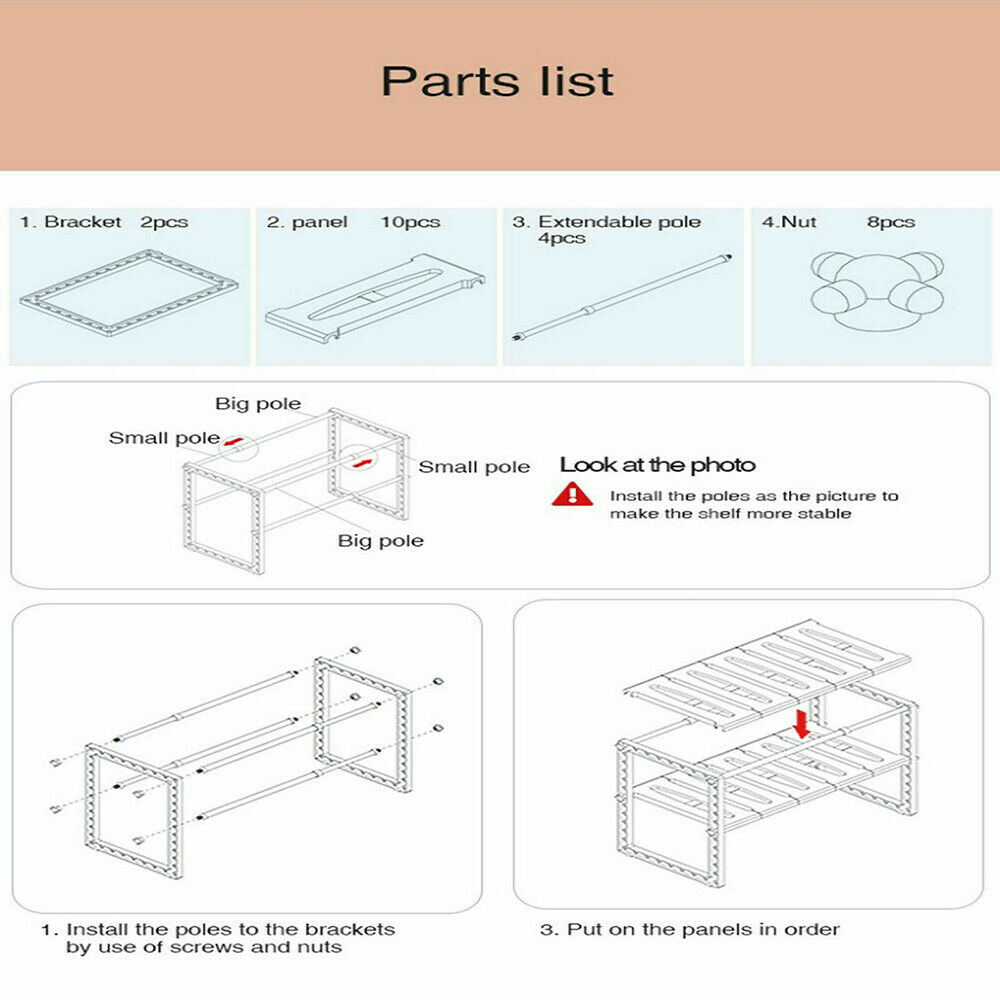 Parts list
1. Bracket 2pcs
2. panel 10pcs
3. Extendable pole
4pcs
4.Nut 8pcs
Big pole
Small pole
Small pole
Big pole
Look at the photo
Install the poles as the picture to
make the shelf more stable
1. Install the poles to the brackets
by use of screws and nuts
3. Put on the panels in order